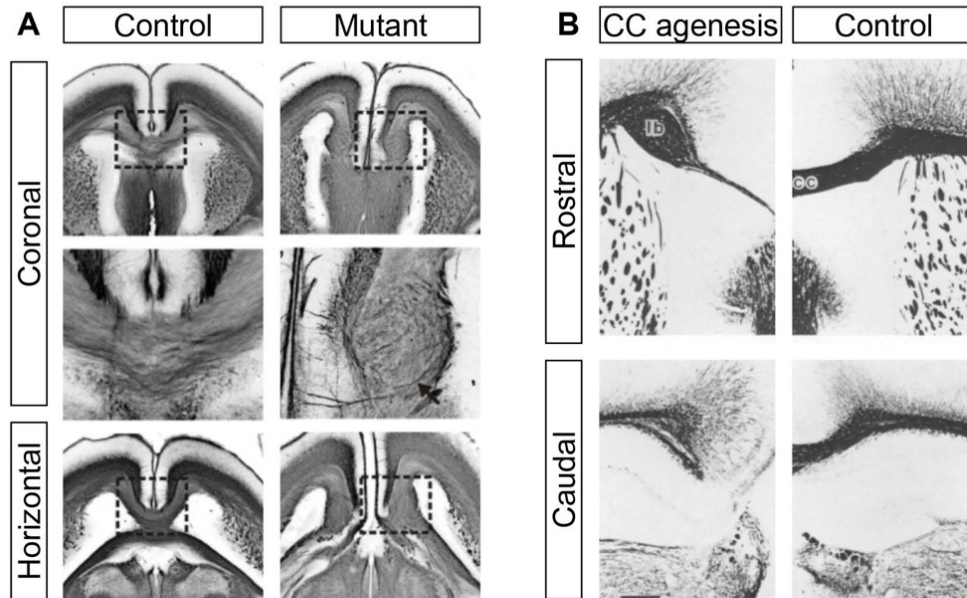 A
Control
Mutant
Coronal
Horizontal
B
CC agenesis
Control
Rostral
Caudal
lb
CC